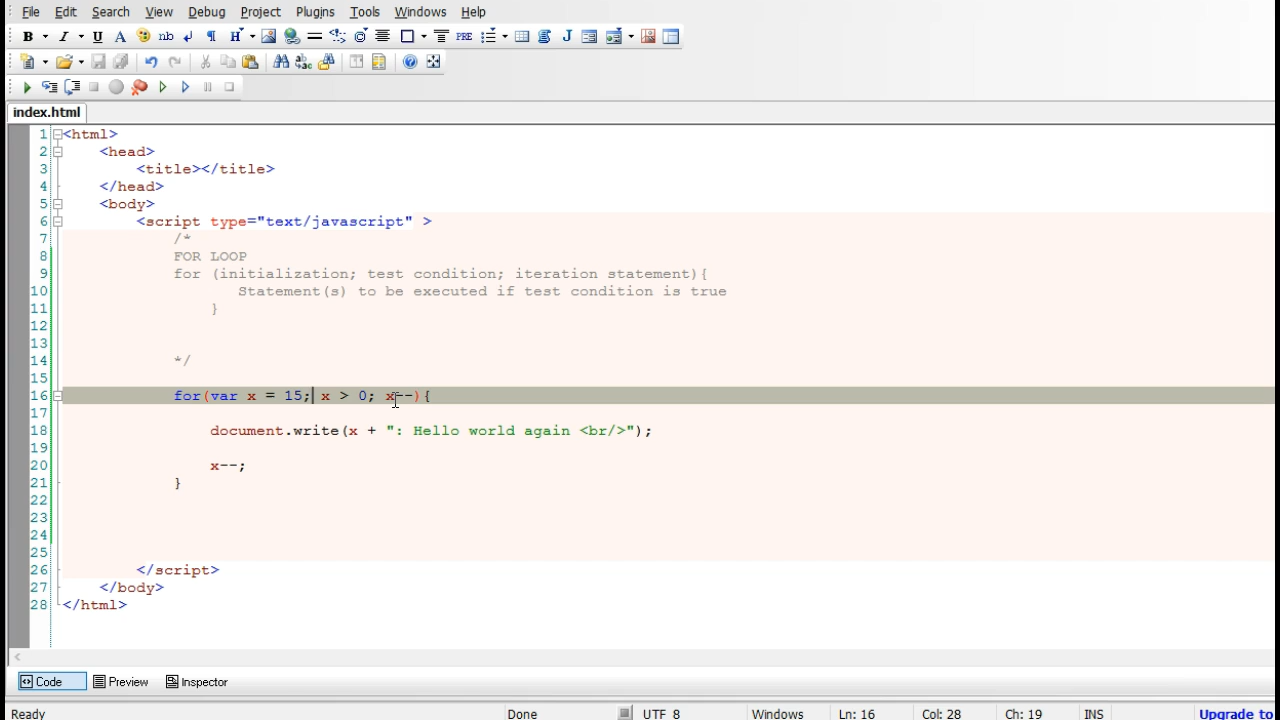 File Edit Search View Debug Project Plugins Tools Windows Help
B I U A nb ¶ H PRE J
index.html
1 <html>
2 <head>
3 <title></title>
4 </head>
5 <body>
6 <script type="text/javascript" >
7 /*
8 FOR LOOP
9 for (initialization; test condition; iteration statement){
10 Statement(s) to be executed if test condition is true
11 }
12
13
14 */
15
16 for(var x = 15; x > 0; x--){
17
18 document.write(x + ": Hello world again <br/>");
19
20 x--;
21 }
22
23
24
25
26 </script>
27 </body>
28 </html>
Code Preview Inspector
Ready Done UTF 8 Windows Ln: 16 Col: 28 Ch: 19 INS Upgrade to